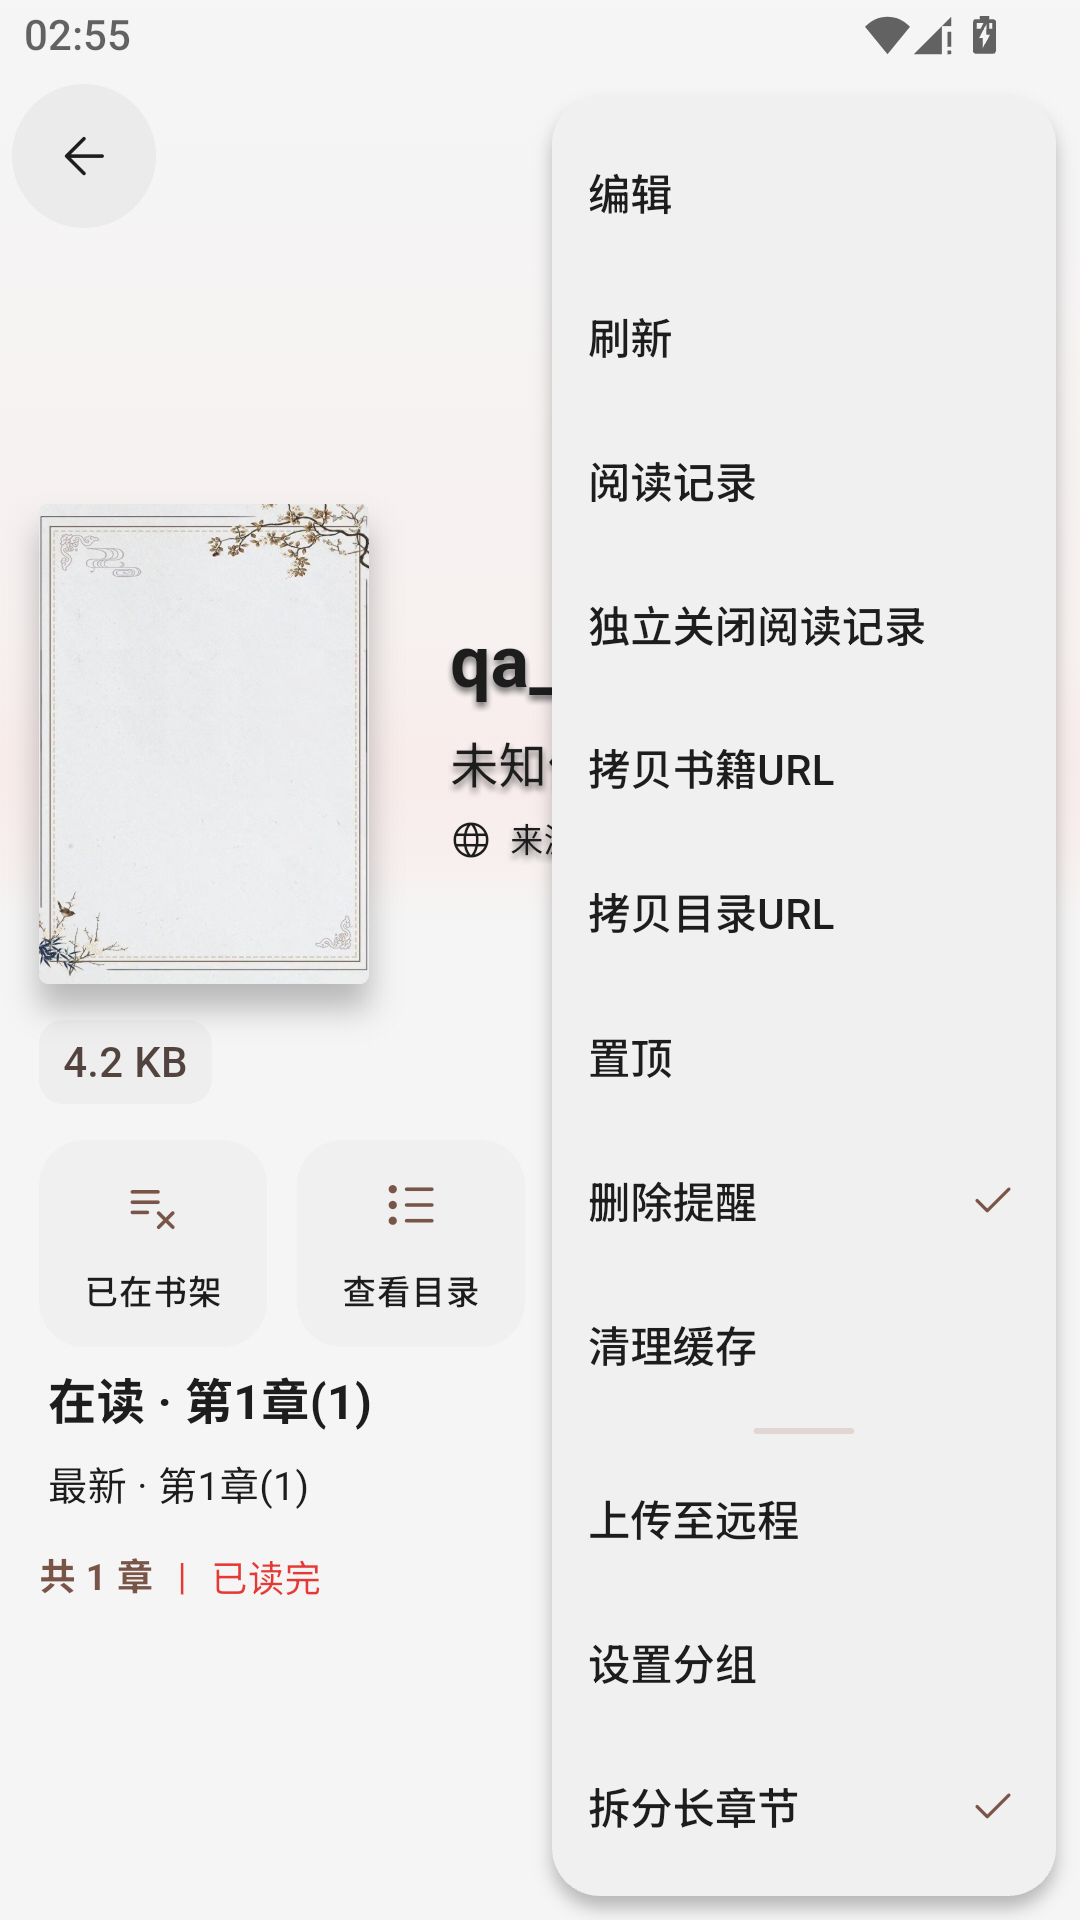 02:55
编辑
刷新
阅读记录
独立关闭阅读记录
拷贝书籍URL
拷贝目录URL
置顶
删除提醒
清理缓存
上传至远程
设置分组
拆分长章节
qa_
未知
来
4.2 KB
已在书架
查看目录
在读 · 第1章(1)
最新 · 第1章(1)
共 1 章 | 已读完